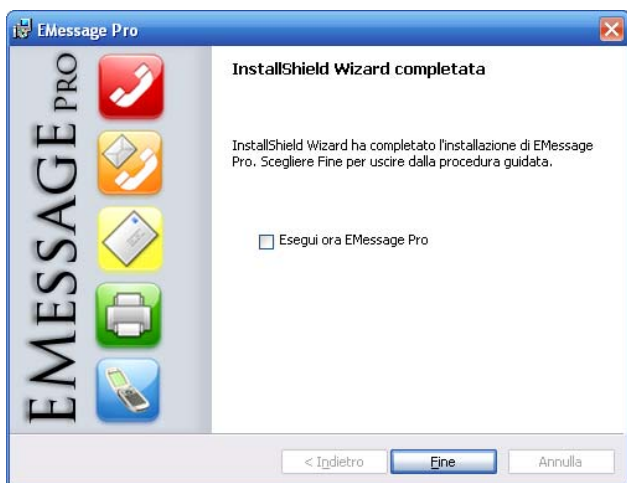 EMessage Pro
EMESSAGE PRO
InstallShield Wizard completata
InstallShield Wizard ha completato l'installazione di EMessage
Pro. Scegliere Fine per uscire dalla procedura guidata.
Esegui ora EMessage Pro
< Indietro
Fine
Annulla